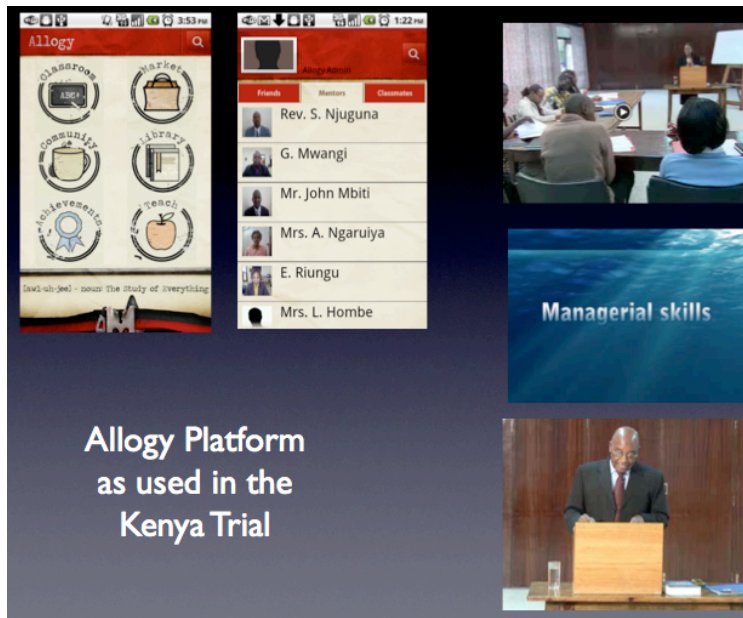 3:53 PM
Allogy
Classroom
Market
ABC+
Community
Library
Achievements
Teach
[awl-uh-jee] - noun: The Study of Everything
1:22 PM
Allogy Admin
Friends
Mentors
Classmates
Rev. S. Njuguna
G. Mwangi
Mr. John Mbiti
Mrs. A. Ngaruiya
E. Riungu
Mrs. L. Hombe
Managerial skills
Allogy Platform
as used in the
Kenya Trial